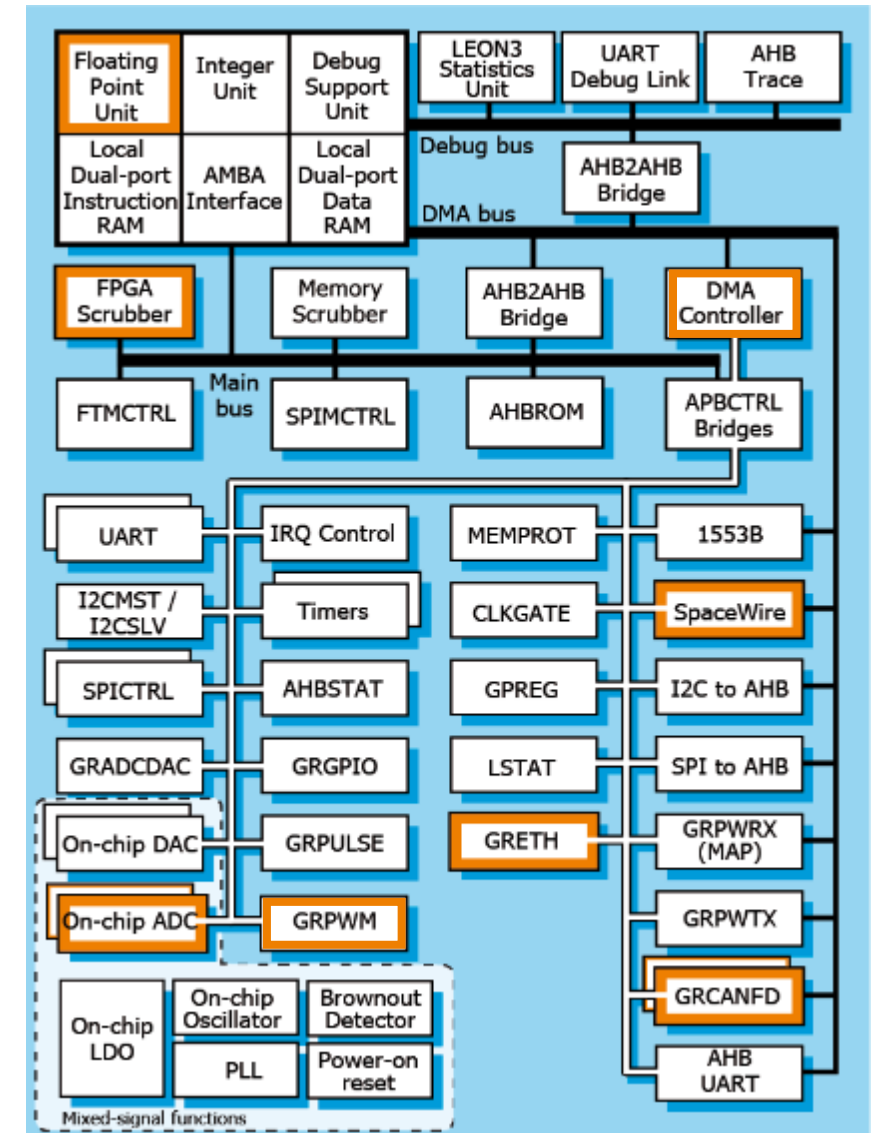 Floating
Point
Unit
Integer
Unit
Debug
Support
Unit
LEON3
Statistics
Unit
UART
Debug Link
AHB
Trace
Local
Dual-port
Instruction
RAM
AMBA
Interface
Local
Dual-port
Data
RAM
Debug bus
AHB2AHB
Bridge
DMA bus
FPGA
Scrubber
Memory
Scrubber
AHB2AHB
Bridge
DMA
Controller
Main
bus
FTMCTRL
SPIMCTRL
AHBROM
APBCTRL
Bridges
UART
IRQ Control
MEMPROT
1553B
I2CMST /
I2CSLV
Timers
CLKGATE
SpaceWire
SPICTRL
AHBSTAT
GPREG
I2C to AHB
GRADCDAC
GRGPIO
LSTAT
SPI to AHB
On-chip DAC
GRPULSE
GRETH
GRPWRX
(MAP)
On-chip ADC
GRPWM
GRPWTX
GRCANFD
On-chip
LDO
On-chip
Oscillator
Brownout
Detector
PLL
Power-on
reset
AHB
UART
Mixed-signal functions